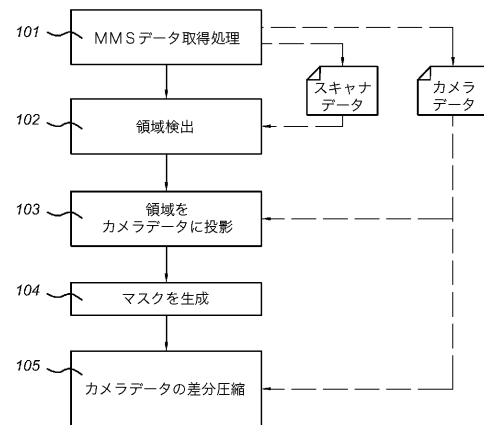 101
MMSデータ取得処理
スキャナ
データ
カメラ
データ
102
領域検出
103
領域を
カメラデータに投影
104
マスクを生成
105
カメラデータの差分圧縮